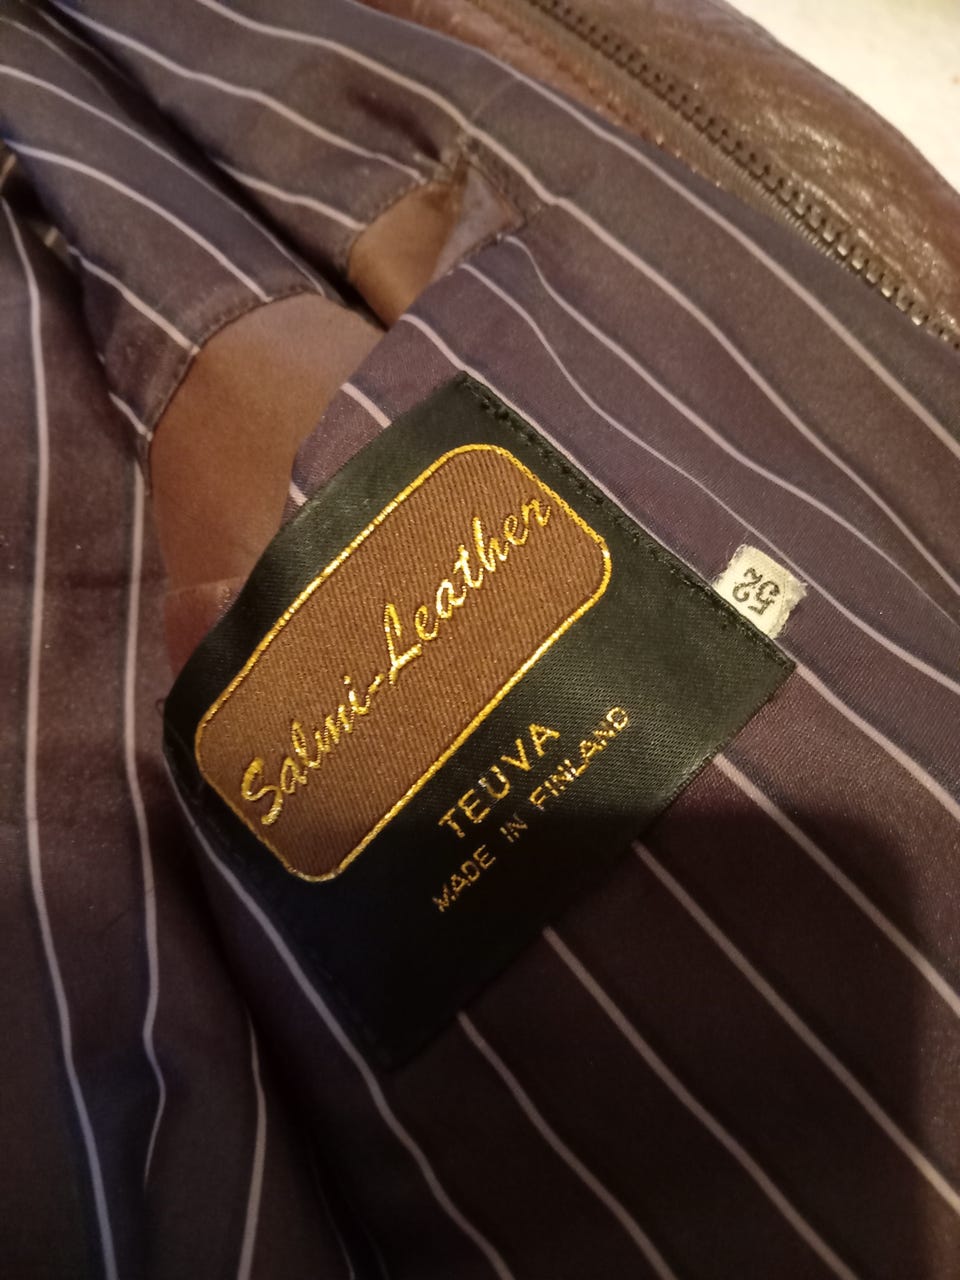 Salmi-Leather
TEUVA
MADE IN FINLAND
52